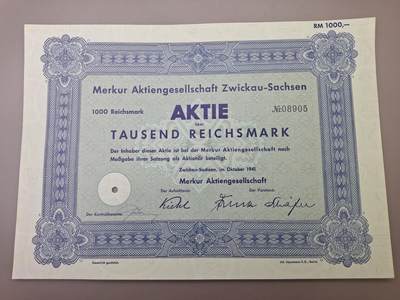 RM 1000,—
Merkur Aktiengesellschaft Zwickau-Sachsen
1000 Reichsmark AKTIE № 08905
über
TAUSEND REICHSMARK
Der Inhaber dieser Aktie ist bei der Merkur Aktiengesellschaft nach
Maßgabe ihrer Satzung als Aktionär beteiligt.
Zwickau-Sachsen, im Oktober 1941
Merkur Aktiengesellschaft
Der Aufsichtsrat: Der Vorstand:
Der Kontrollbeamte: